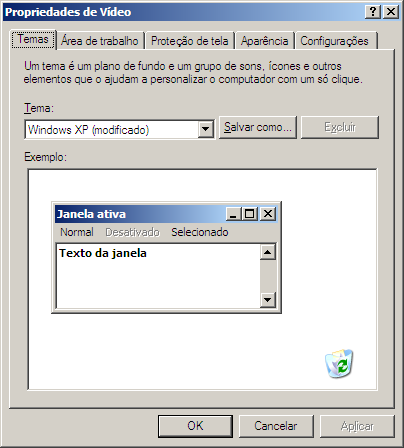 Propriedades de Vídeo
Temas Área de trabalho Proteção de tela Aparência Configurações
Um tema é um plano de fundo e um grupo de sons, ícones e outros
elementos que o ajudam a personalizar o computador com um só clique.
Tema:
Windows XP (modificado) Salvar como... Excluir
Exemplo:
Janela ativa
Normal Desativado Selecionado
Texto da janela
OK Cancelar Aplicar